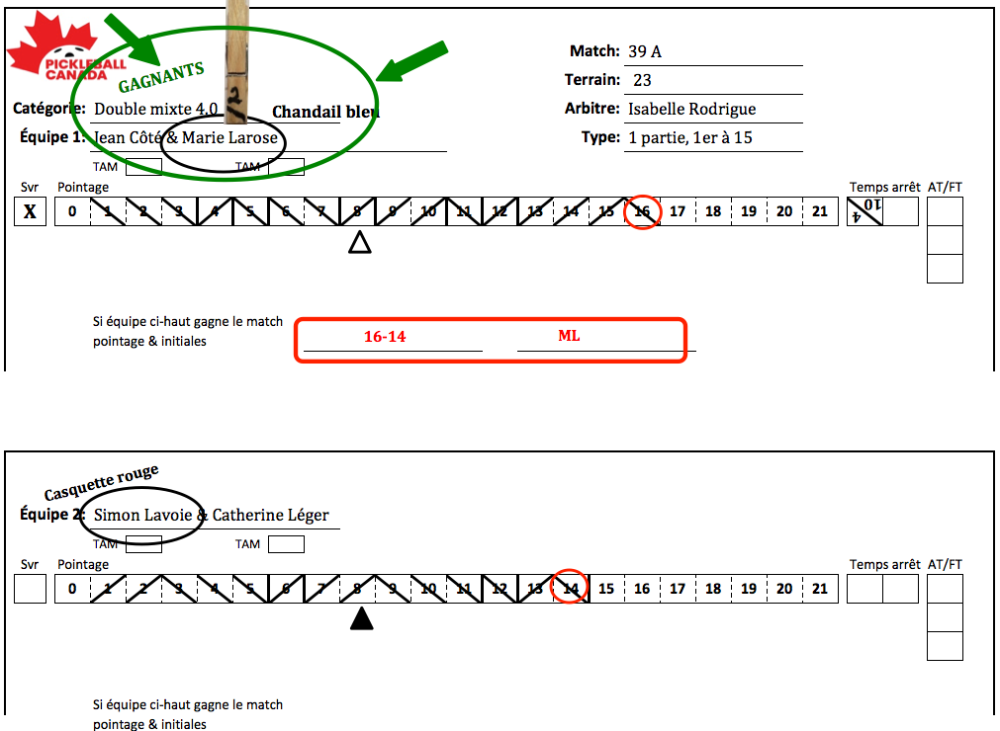 PICKLEBALL
CANADA
GAGNANTS
Match: 39 A
Terrain: 23
Catégorie: Double mixte 4.0 Chandail bleu
Arbitre: Isabelle Rodrigue
2
Équipe 1: Jean Côté & Marie Larose
Type: 1 partie, 1er à 15
TAM TAM
Svr Pointage Temps arrêt AT/FT
X 0 1 2 3 4 5 6 7 8 9 10 11 12 13 14 15 16 17 18 19 20 21 10 4
Si équipe ci-haut gagne le match
pointage & initiales 16-14 ML
Casquette rouge
Équipe 2: Simon Lavoie & Catherine Léger
TAM TAM
Svr Pointage Temps arrêt AT/FT
0 1 2 3 4 5 6 7 8 9 10 11 12 13 14 15 16 17 18 19 20 21
Si équipe ci-haut gagne le match
pointage & initiales